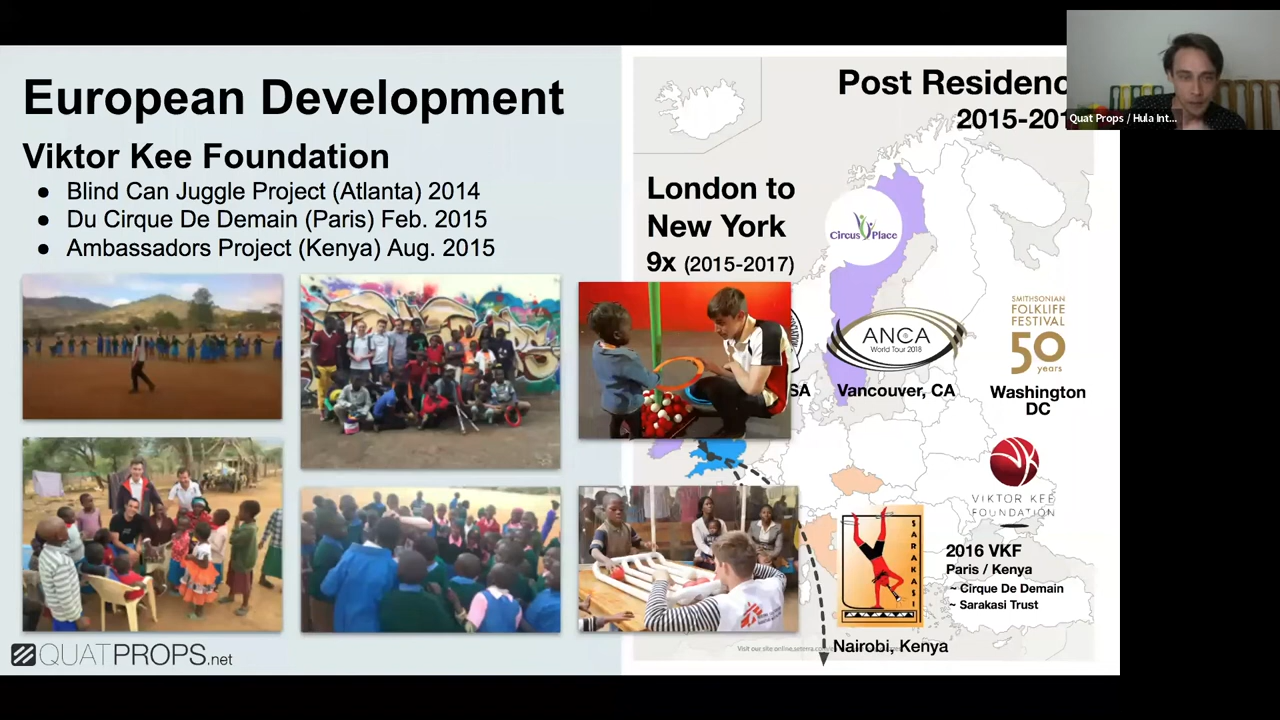 European Development
Viktor Kee Foundation
● Blind Can Juggle Project (Atlanta) 2014
● Du Cirque De Demain (Paris) Feb. 2015
● Ambassadors Project (Kenya) Aug. 2015
QUATPROPS.net
Post Residenc
2015-201
Quat Props / Hula Int...
London to
New York
9x (2015-2017)
Circus Place
ANCA
World Tour 2018
SA
Vancouver, CA
SMITHSONIAN
FOLKLIFE
FESTIVAL
50
years
Washington
DC
VIKTOR KEE
FOUNDATION
SARAKASI
2016 VKF
Paris / Kenya
~ Cirque De Demain
~ Sarakasi Trust
Nairobi, Kenya